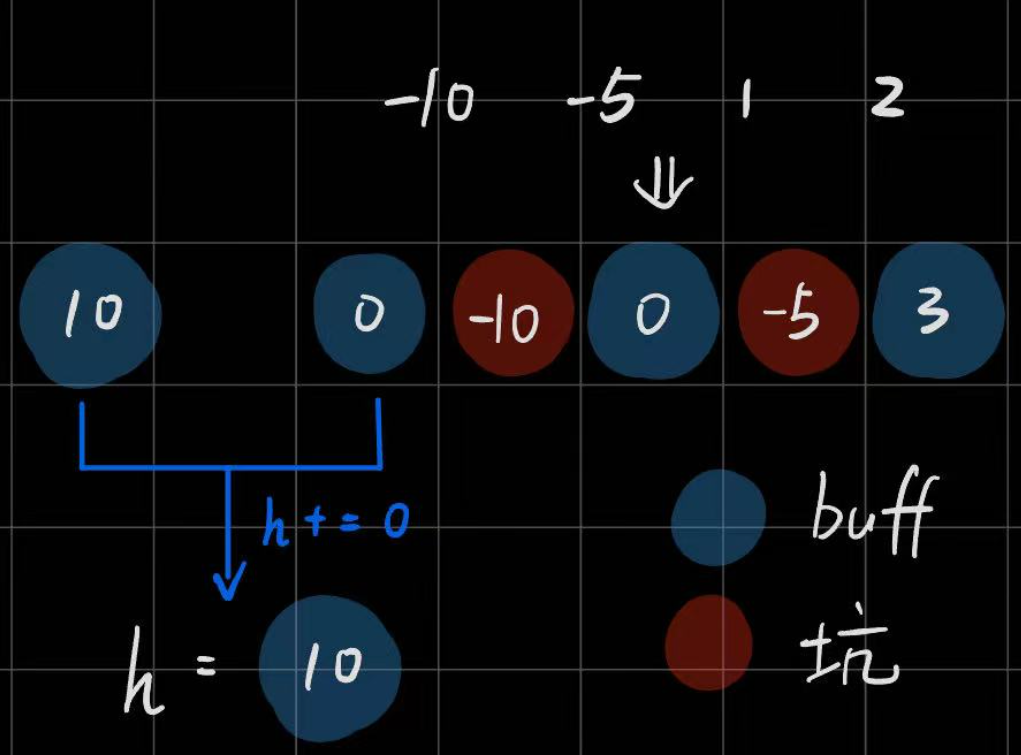 -10 -5 1 2
⇓
10 0 -10 0 -5 3
h += 0
buff
h = 10
坑